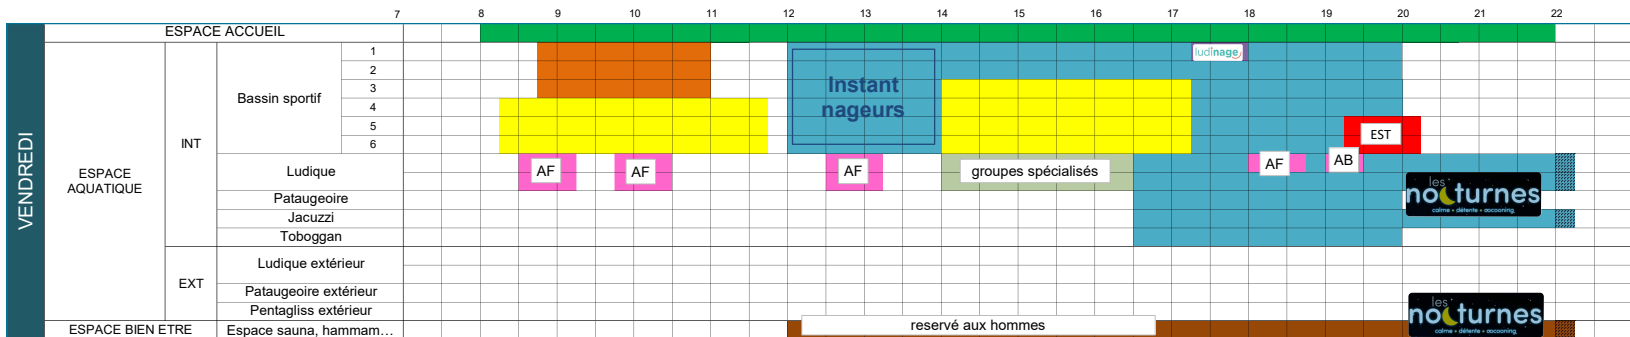 7 8 9 10 11 12 13 14 15 16 17 18 19 20 21 22
VENDREDI
ESPACE ACCUEIL
ESPACE AQUATIQUE
INT
Bassin sportif
1
2
3
4
5
6
Instant
nageurs
ludinage
EST
Ludique
AF
AF
AF
groupes spécialisés
AF
AB
Pataugeoire
Jacuzzi
Toboggan
les
nocturnes
calme + détente + cocooning
EXT
Ludique extérieur
Pataugeoire extérieur
Pentagliss extérieur
les
nocturnes
calme + détente + cocooning
ESPACE BIEN ETRE
Espace sauna, hammam…
reservé aux hommes